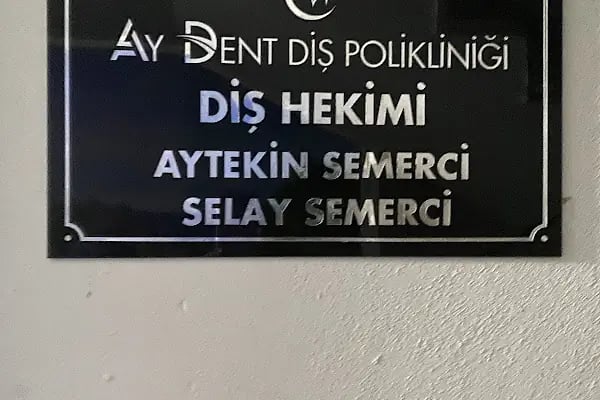 AY DENT DİŞ POLİKLİNİĞİ
DİŞ HEKİMİ
AYTEKİN SEMERCİ
SELAY SEMERCİ